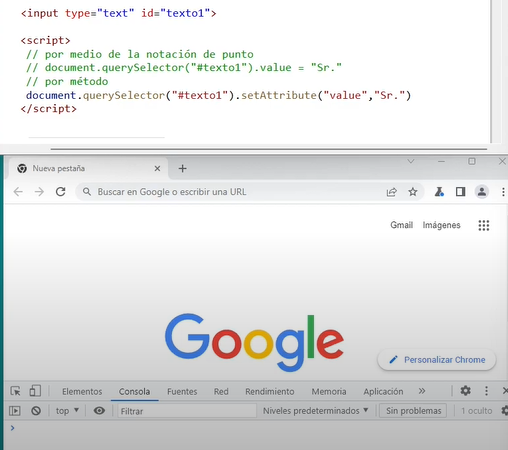 <input type="text" id="texto1">
<script>
// por medio de la notación de punto
// document.querySelector("#texto1").value = "Sr."
// por método
document.querySelector("#texto1").setAttribute("value","Sr.")
</script>
Nueva pestaña
Buscar en Google o escribir una URL
Gmail Imágenes
Google
Personalizar Chrome
Elementos Consola Fuentes Red Rendimiento Memoria Aplicación »
top Filtrar Niveles predeterminados Sin problemas 1 oculto